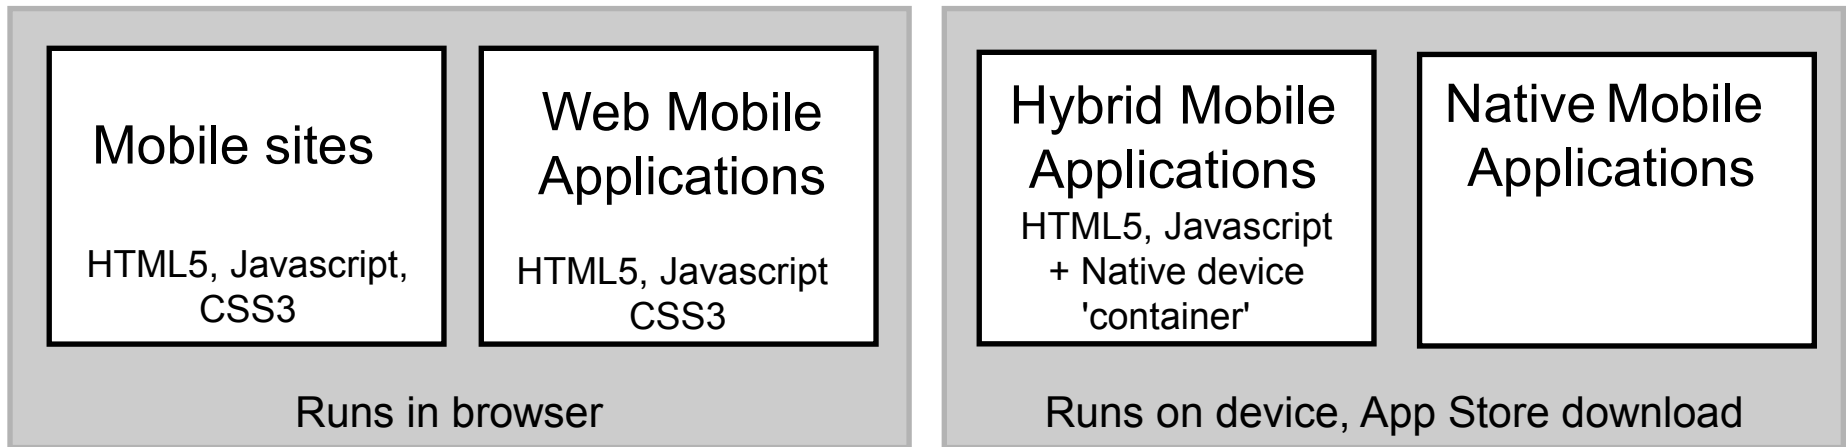 Mobile sites
HTML5, Javascript,
CSS3
Web Mobile
Applications
HTML5, Javascript
CSS3
Runs in browser
Hybrid Mobile
Applications
HTML5, Javascript
+ Native device
'container'
Native Mobile
Applications
Runs on device, App Store download